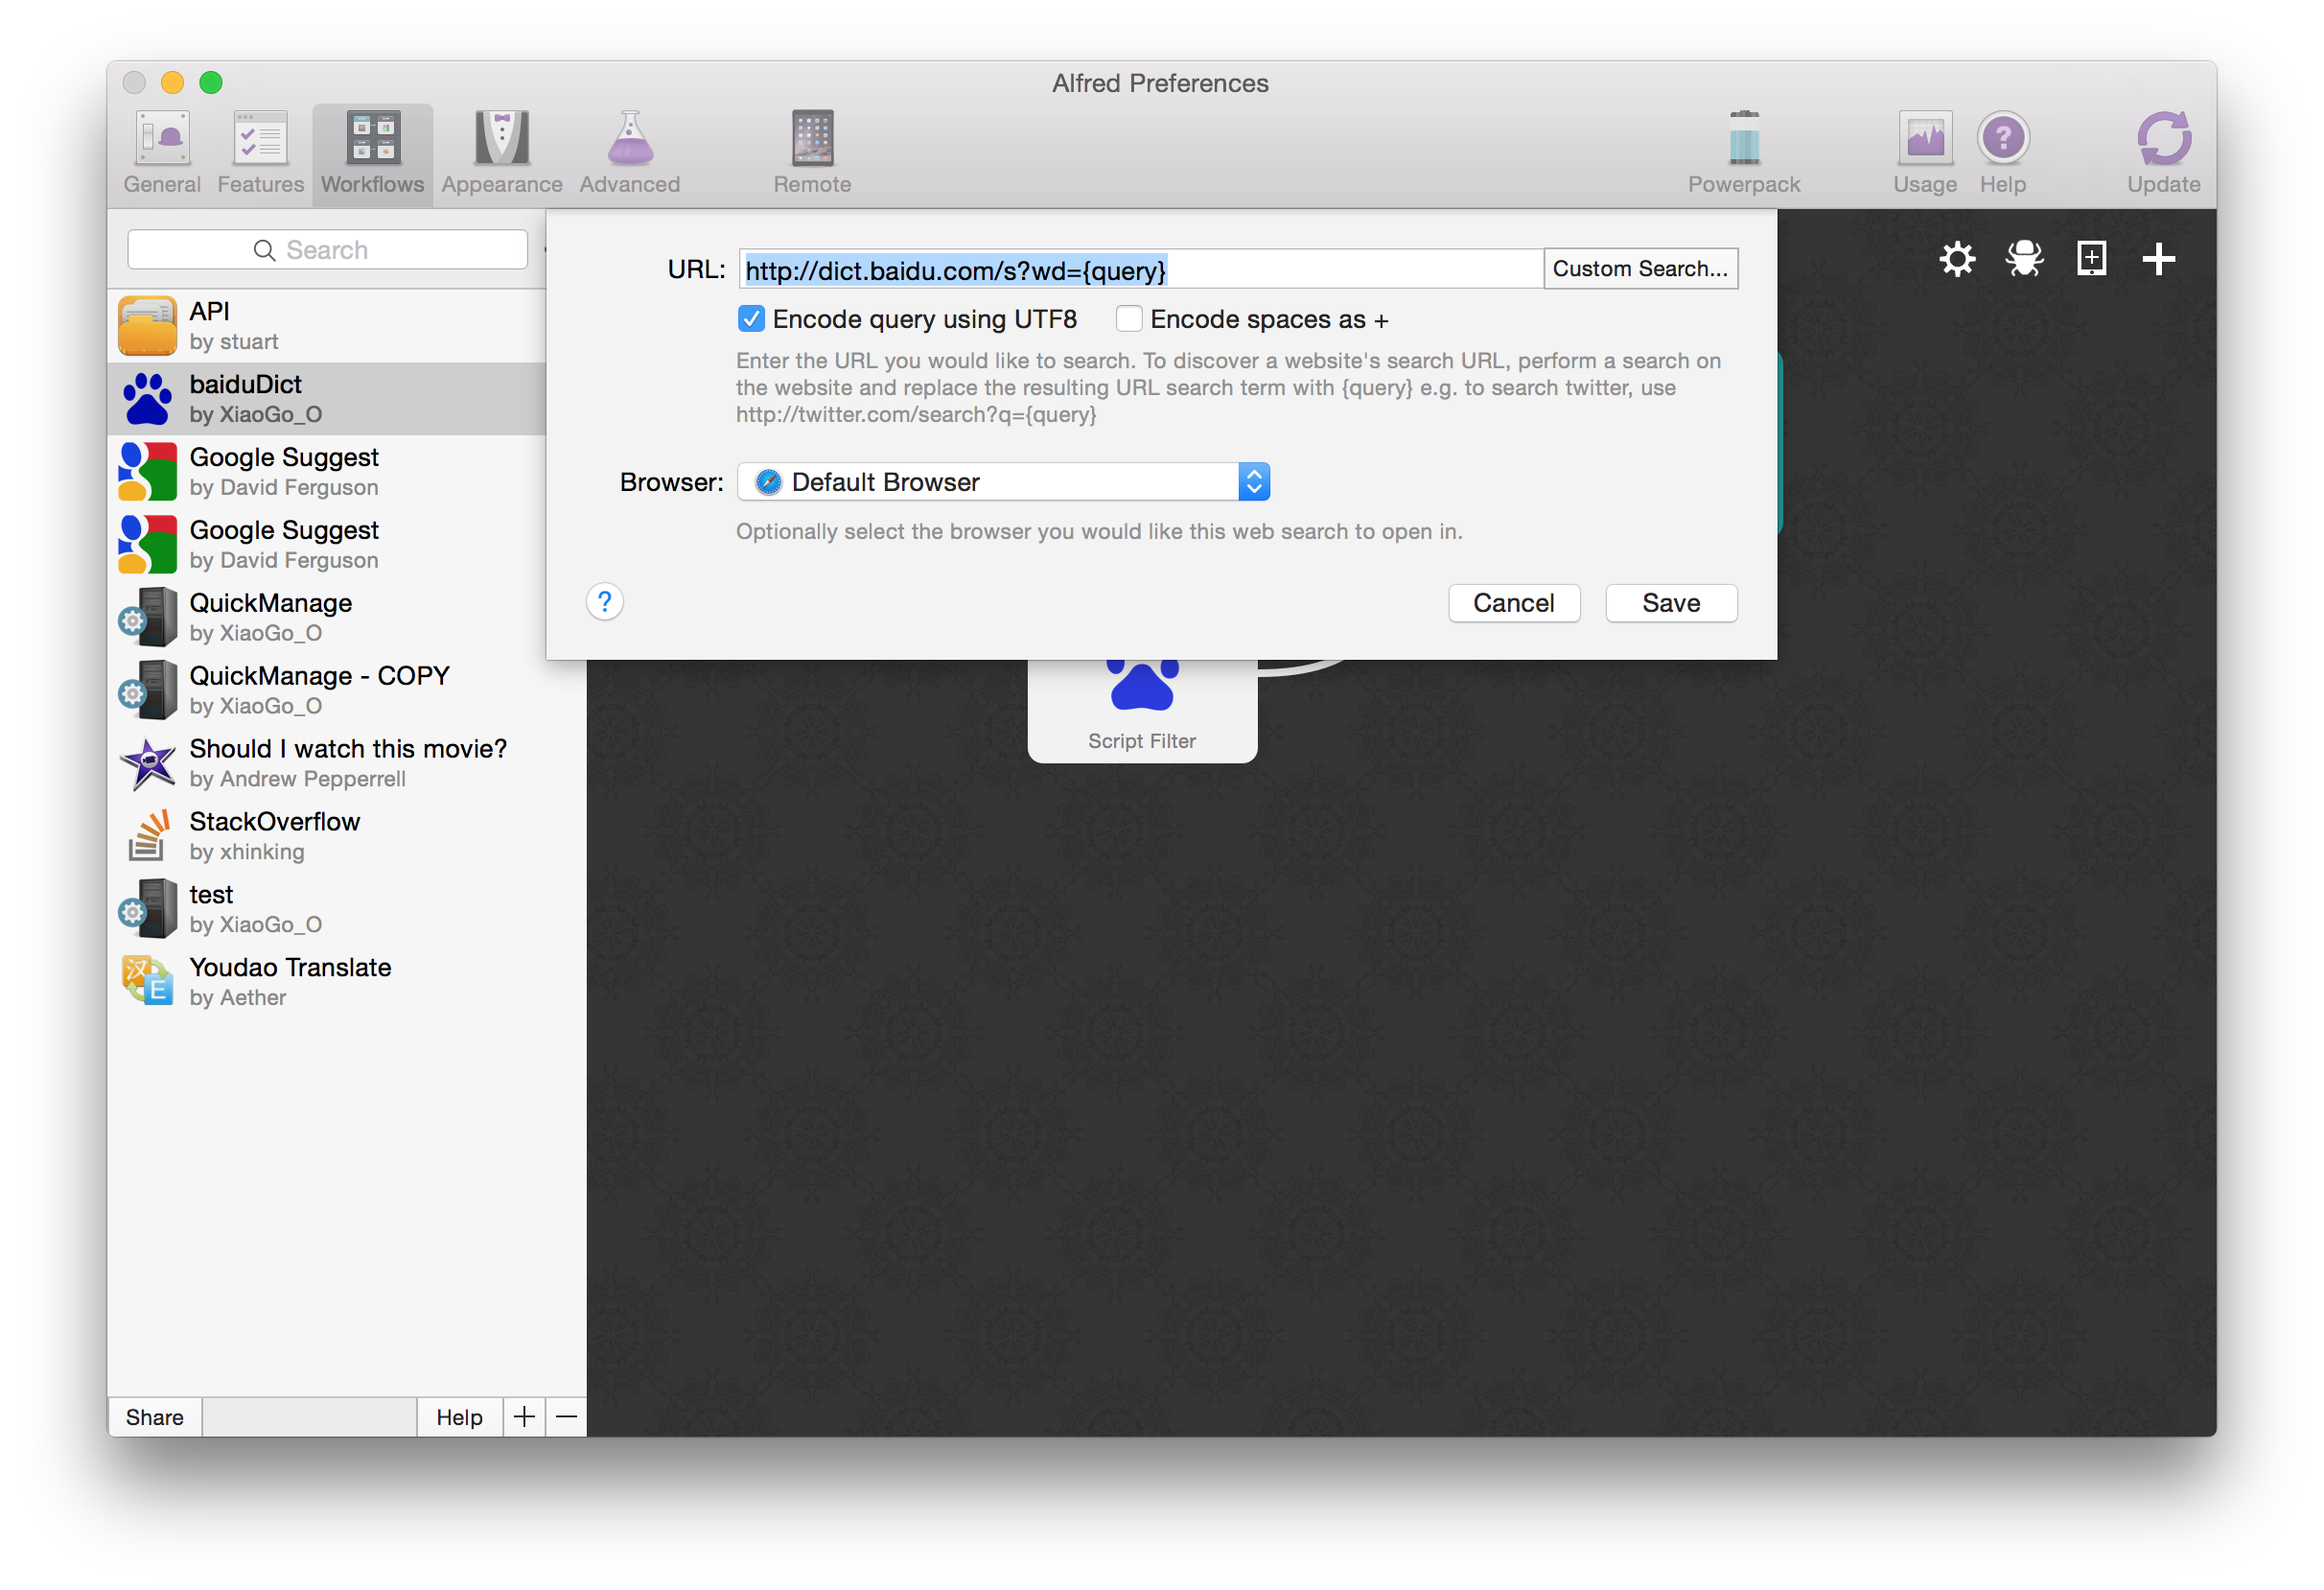 Alfred Preferences
General Features Workflows Appearance Advanced Remote Powerpack Usage Help Update
Search
API
by stuart
baiduDict
by XiaoGo_O
Google Suggest
by David Ferguson
Google Suggest
by David Ferguson
QuickManage
by XiaoGo_O
QuickManage - COPY
by XiaoGo_O
Should I watch this movie?
by Andrew Pepperrell
StackOverflow
by xhinking
test
by XiaoGo_O
汉
E
Youdao Translate
by Aether
Share Help
URL: http://dict.baidu.com/s?wd={query} Custom Search...
Encode query using UTF8 Encode spaces as +
Enter the URL you would like to search. To discover a website's search URL, perform a search on
the website and replace the resulting URL search term with {query} e.g. to search twitter, use
http://twitter.com/search?q={query}
Browser: Default Browser
Optionally select the browser you would like this web search to open in.
? Cancel Save
Script Filter